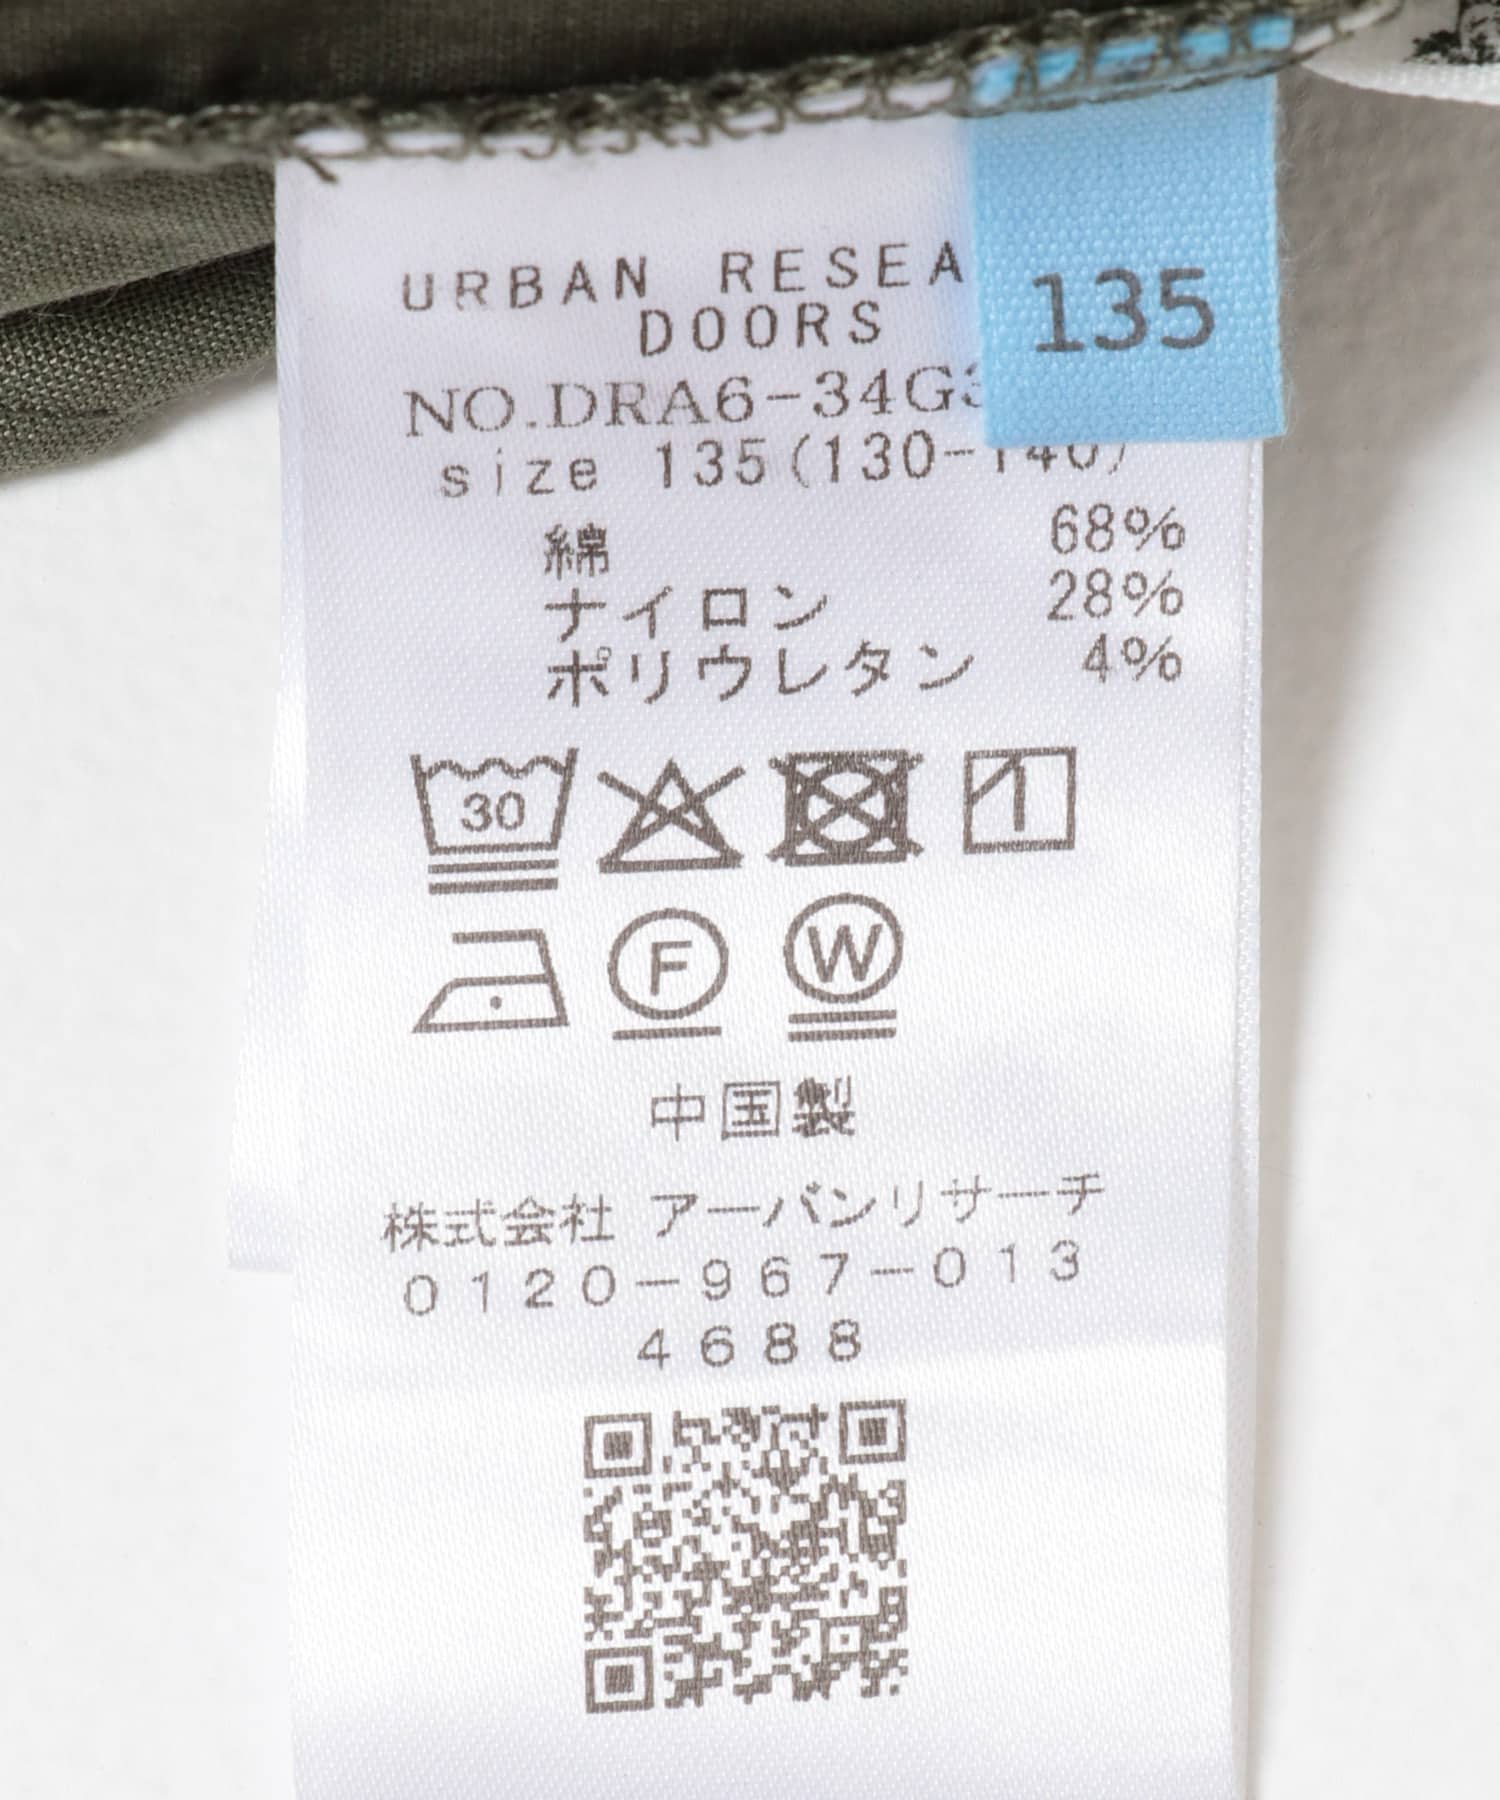 URBAN RESEA
DOORS
135
NO.DRA6-34G
size 135(130-140)
綿 68%
ナイロン 28%
ポリウレタン 4%
30
F W
中国製
株式会社 アーバンリサーチ
0120-967-013
4688